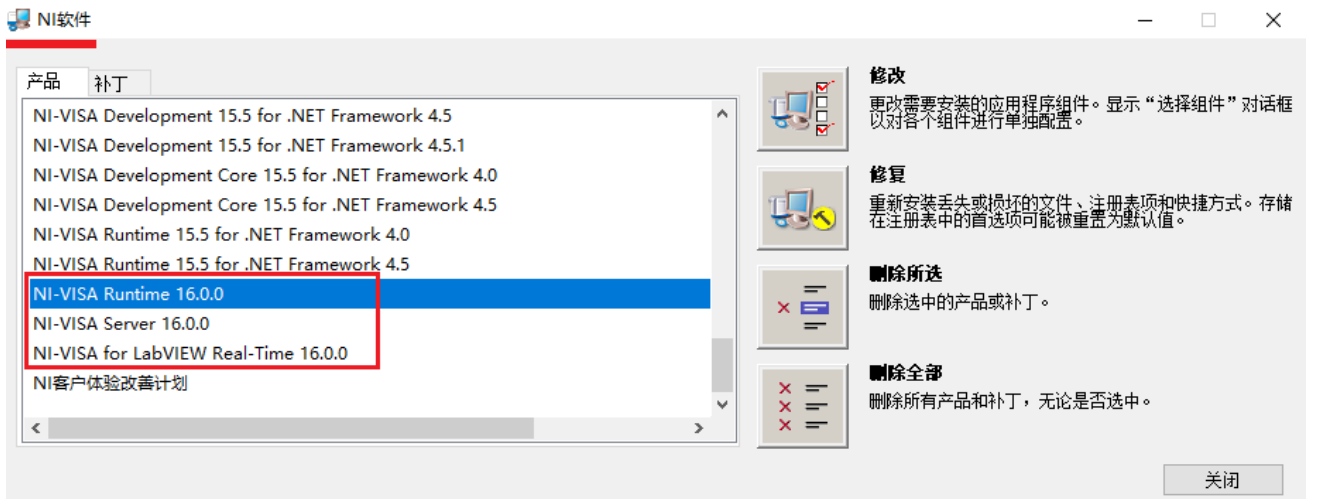 NI软件
产品
补丁
NI-VISA Development 15.5 for .NET Framework 4.5
NI-VISA Development 15.5 for .NET Framework 4.5.1
NI-VISA Development Core 15.5 for .NET Framework 4.0
NI-VISA Development Core 15.5 for .NET Framework 4.5
NI-VISA Runtime 15.5 for .NET Framework 4.0
NI-VISA Runtime 15.5 for .NET Framework 4.5
NI-VISA Runtime 16.0.0
NI-VISA Server 16.0.0
NI-VISA for LabVIEW Real-Time 16.0.0
NI客户体验改善计划
修改
更改需要安装的应用程序组件。显示“选择组件”对话框
以对各个组件进行单独配置。
修复
重新安装丢失或损坏的文件、注册表项和快捷方式。存储
在注册表中的首选项可能被重置为默认值。
删除所选
删除选中的产品或补丁。
删除全部
删除所有产品和补丁，无论是否选中。
关闭